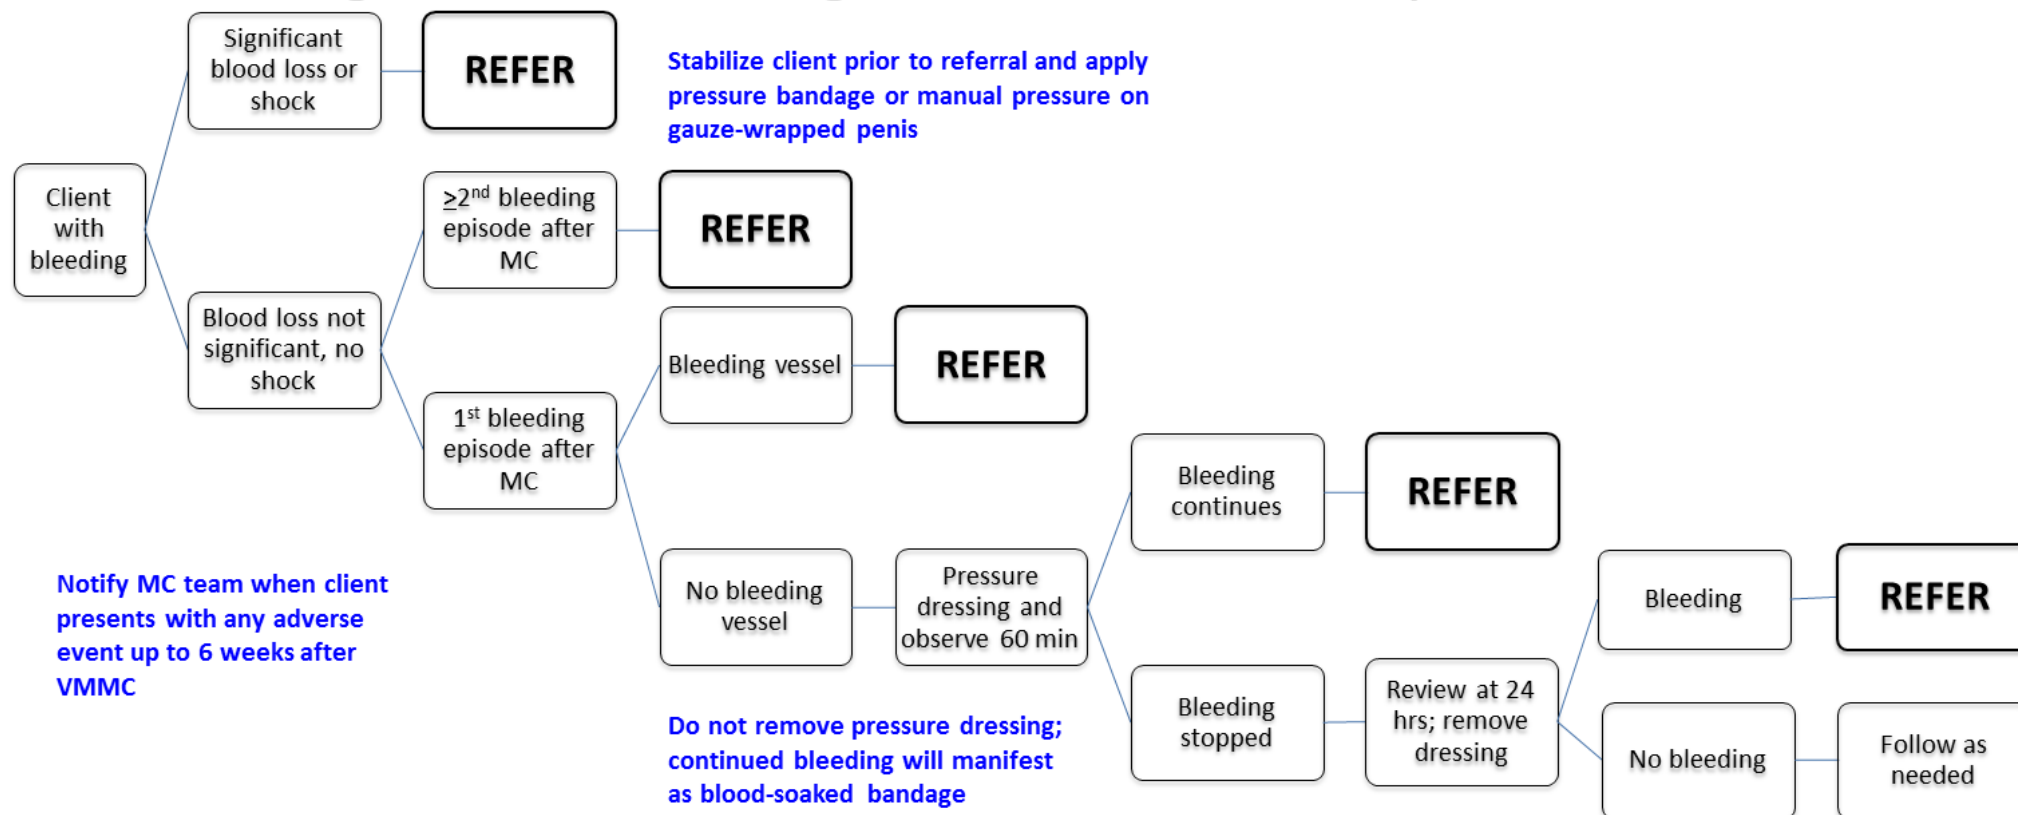 Significant
blood loss or
shock
REFER
Stabilize client prior to referral and apply
pressure bandage or manual pressure on
gauze-wrapped penis
Client
with
bleeding
≥2nd bleeding
episode after
MC
REFER
Blood loss not
significant, no
shock
Bleeding vessel
REFER
1st bleeding
episode after
MC
Bleeding
continues
REFER
Notify MC team when client
presents with any adverse
event up to 6 weeks after
VMMC
No bleeding
vessel
Pressure
dressing and
observe 60 min
Bleeding
REFER
Bleeding
stopped
Review at 24
hrs; remove
dressing
Do not remove pressure dressing;
continued bleeding will manifest
as blood-soaked bandage
No bleeding
Follow as
needed